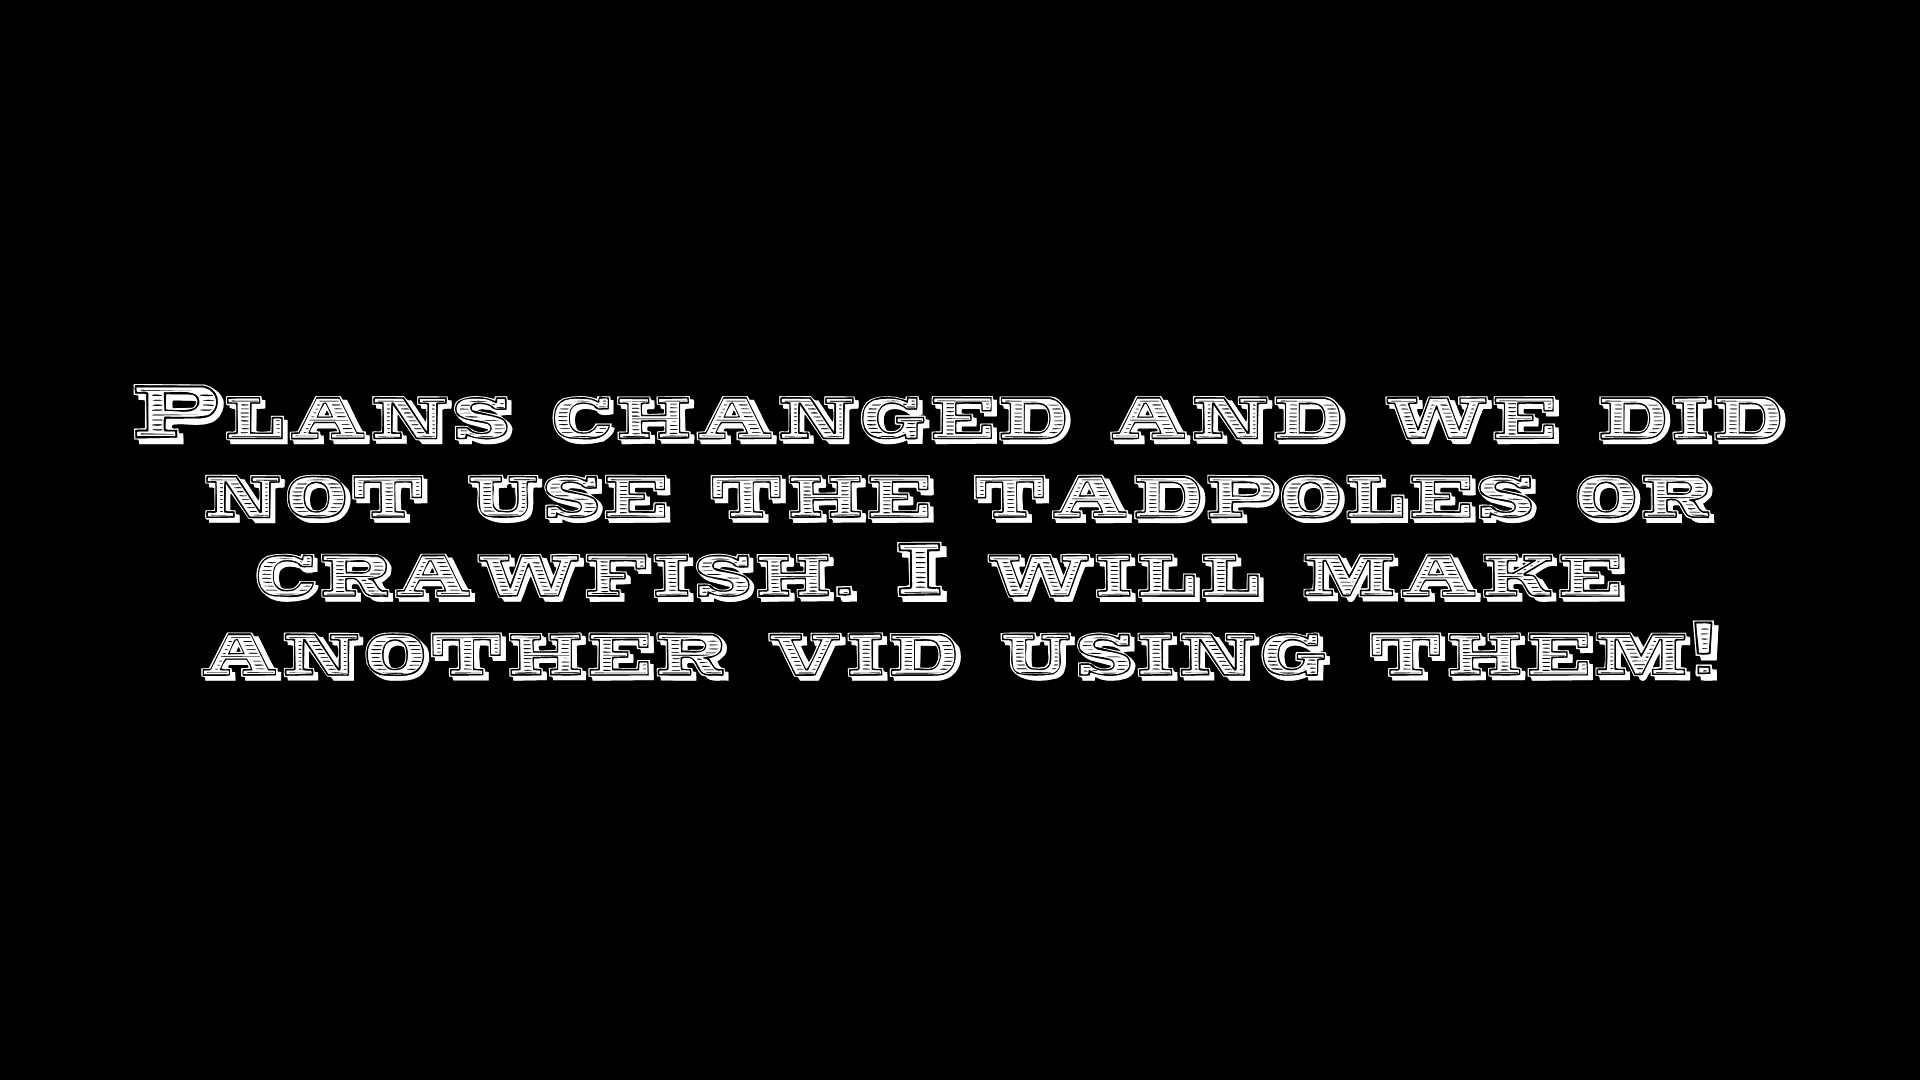 Plans changed and we did
not use the tadpoles or
crawfish. I will make
another vid using them!